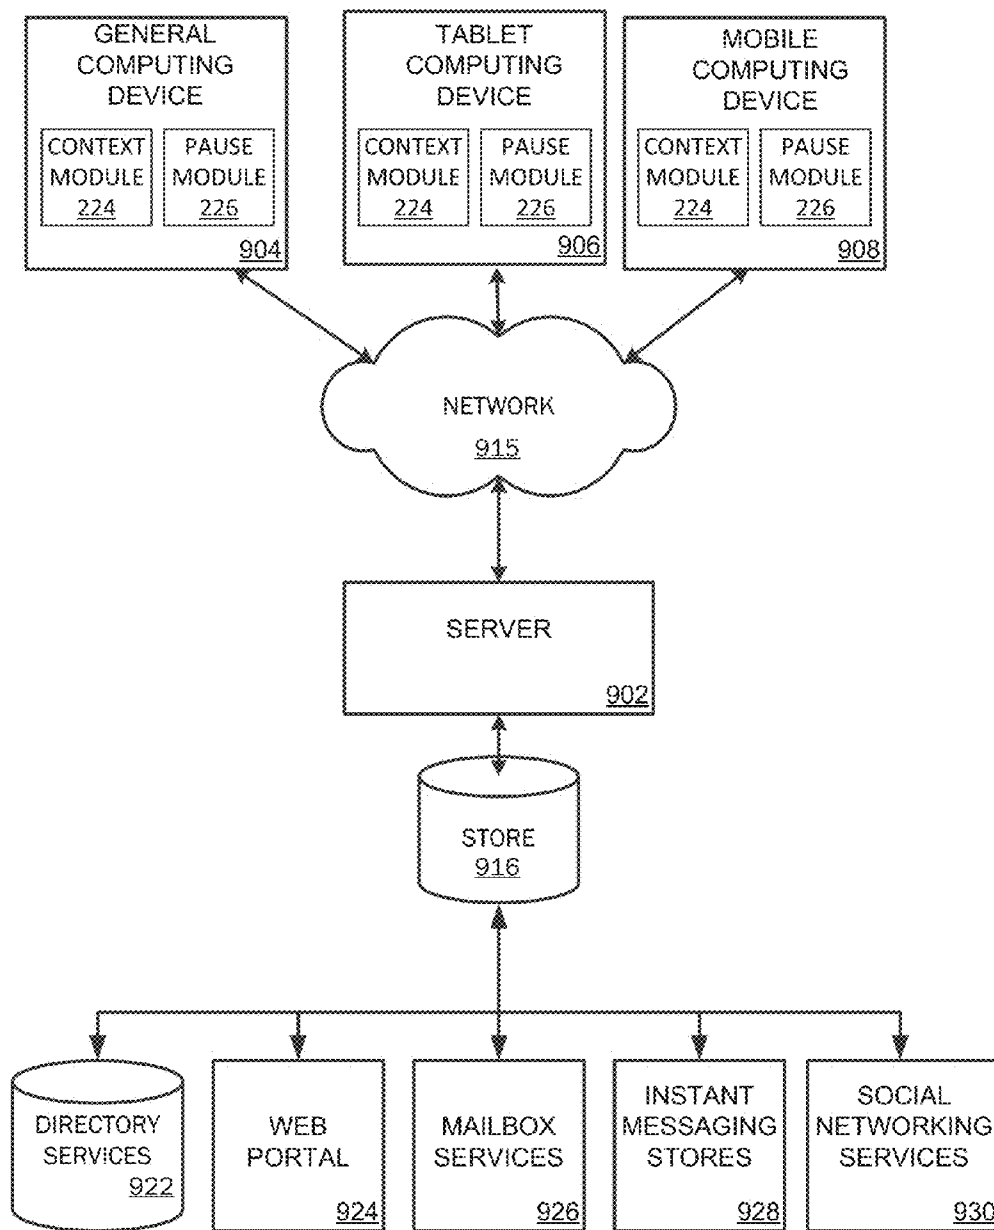 GENERAL
COMPUTING
DEVICE
CONTEXT
MODULE
224
PAUSE
MODULE
226
904
TABLET
COMPUTING
DEVICE
CONTEXT
MODULE
224
PAUSE
MODULE
226
906
MOBILE
COMPUTING
DEVICE
CONTEXT
MODULE
224
PAUSE
MODULE
226
908
NETWORK
915
SERVER
902
STORE
916
DIRECTORY
SERVICES
922
WEB
PORTAL
924
MAILBOX
SERVICES
926
INSTANT
MESSAGING
STORES
928
SOCIAL
NETWORKING
SERVICES
930